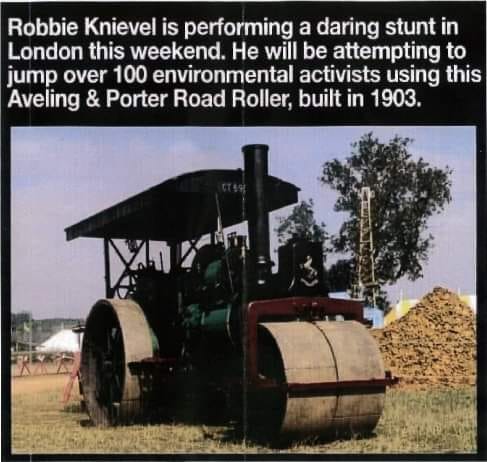 Robbie Knievel is performing a daring stunt in
London this weekend. He will be attempting to
jump over 100 environmental activists using this
Aveling & Porter Road Roller, built in 1903.